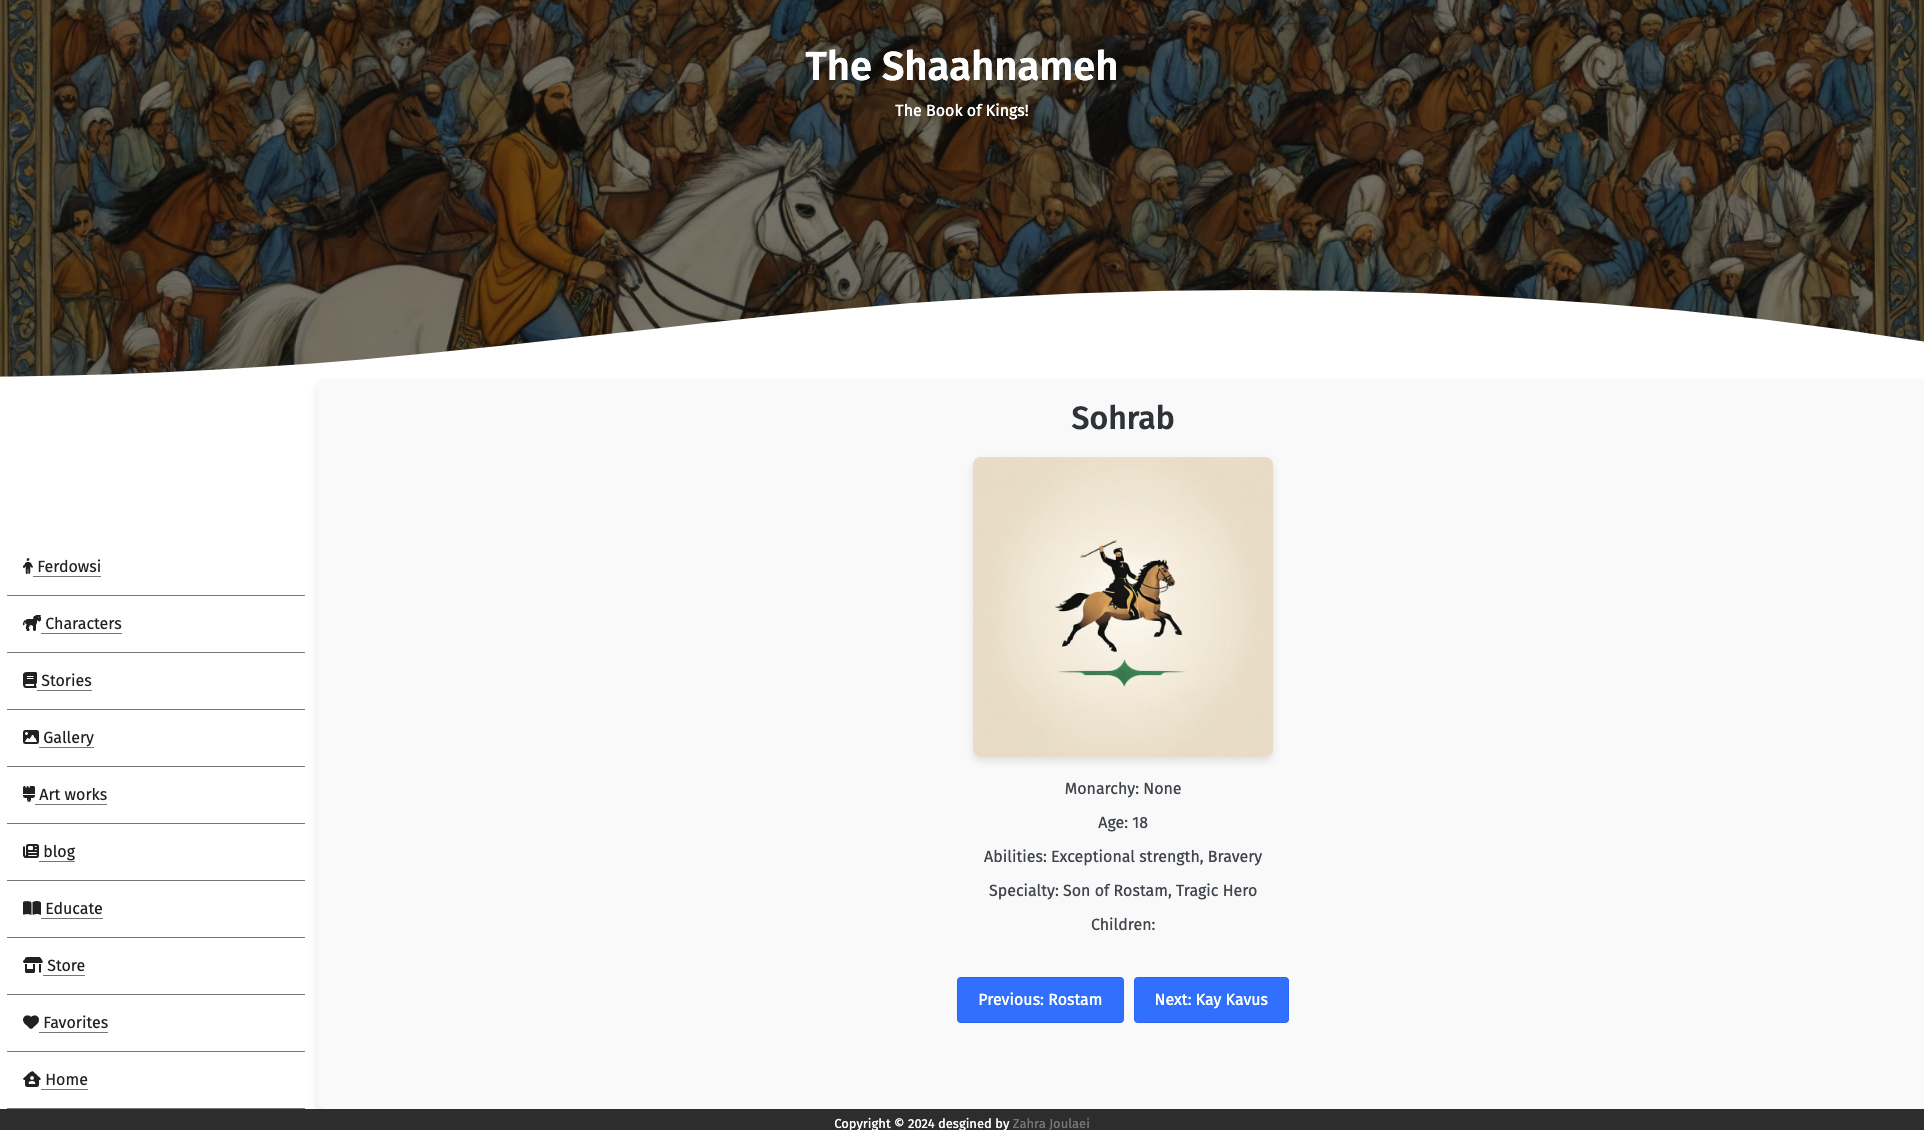 The Shaahnameh
The Book of Kings!
Ferdowsi
Characters
Stories
Gallery
Art works
blog
Educate
Store
Favorites
Home
Sohrab
Monarchy: None
Age: 18
Abilities: Exceptional strength, Bravery
Specialty: Son of Rostam, Tragic Hero
Children:
Previous: Rostam
Next: Kay Kavus
Copyright © 2024 desgined by Zahra Joulaei